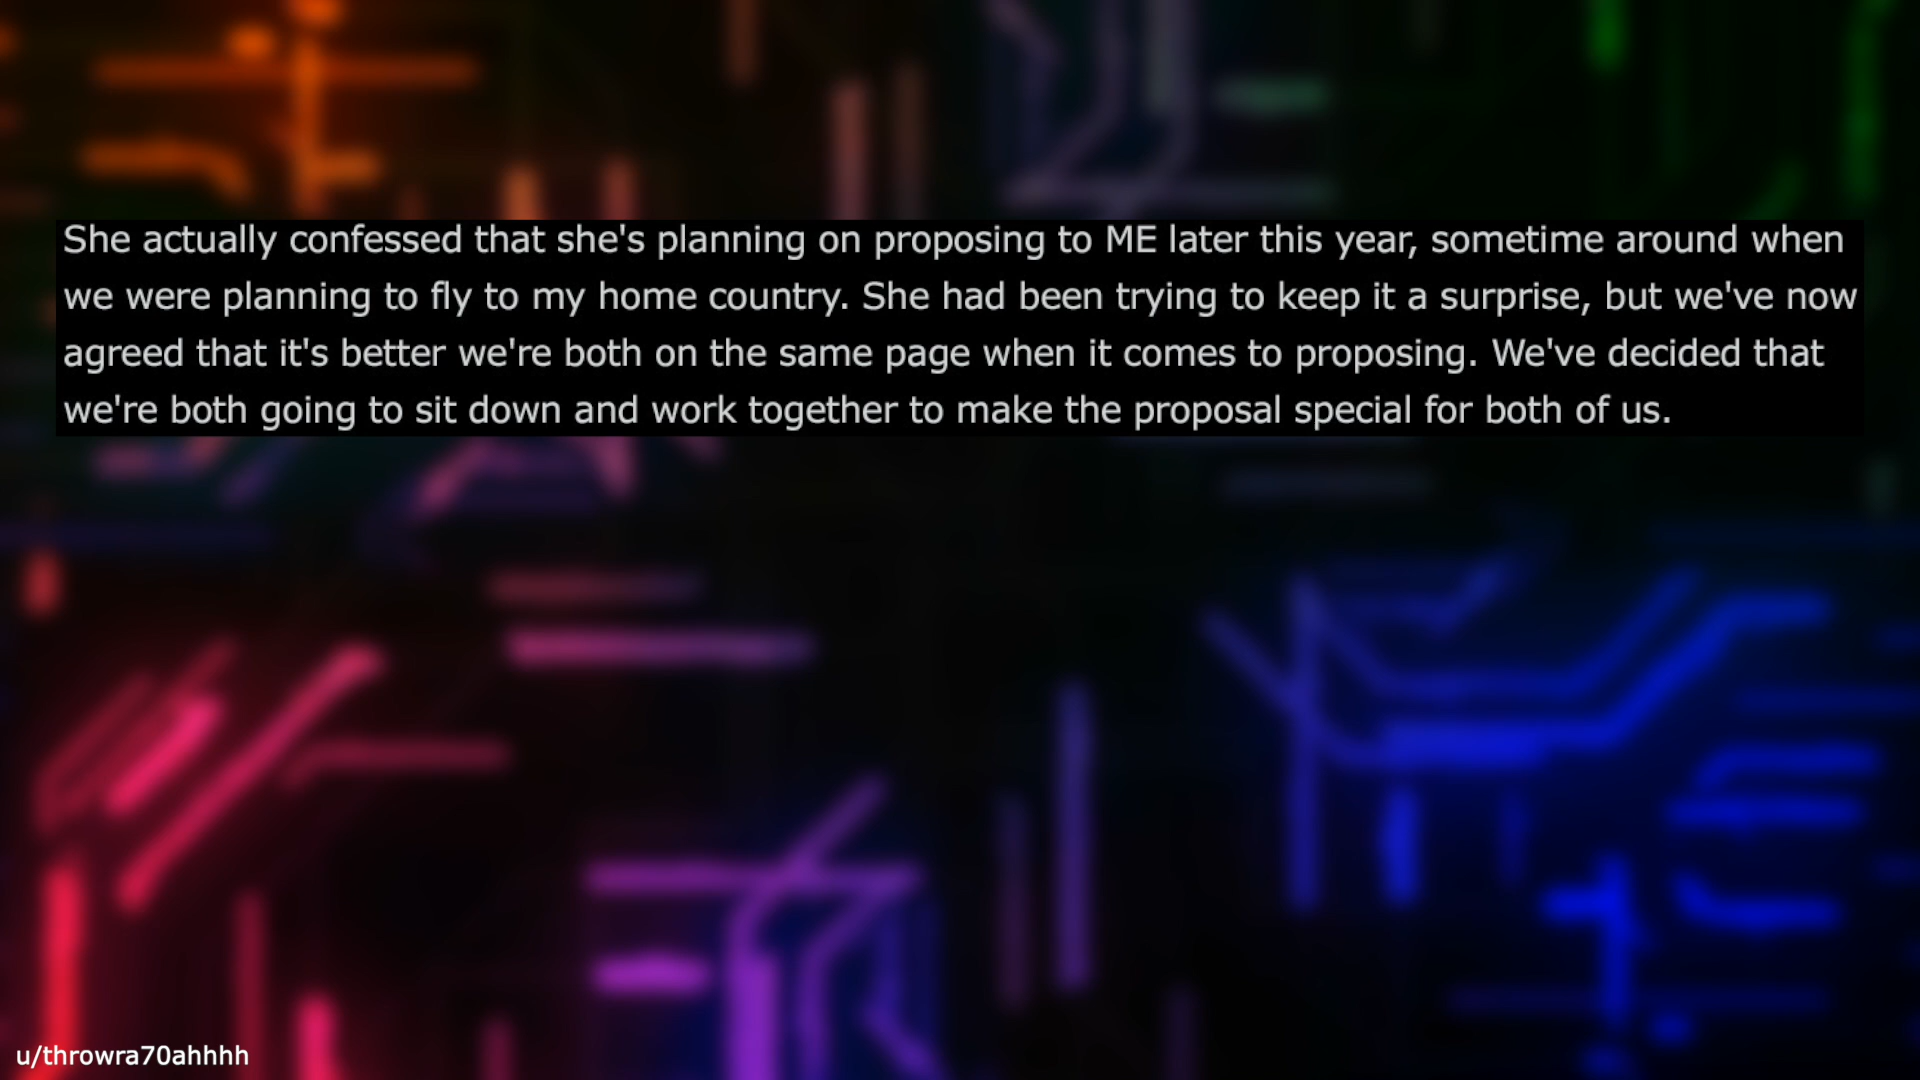 She actually confessed that she's planning on proposing to ME later this year, sometime around when
we were planning to fly to my home country. She had been trying to keep it a surprise, but we've now
agreed that it's better we're both on the same page when it comes to proposing. We've decided that
we're both going to sit down and work together to make the proposal special for both of us.
u/throwra70ahhhh